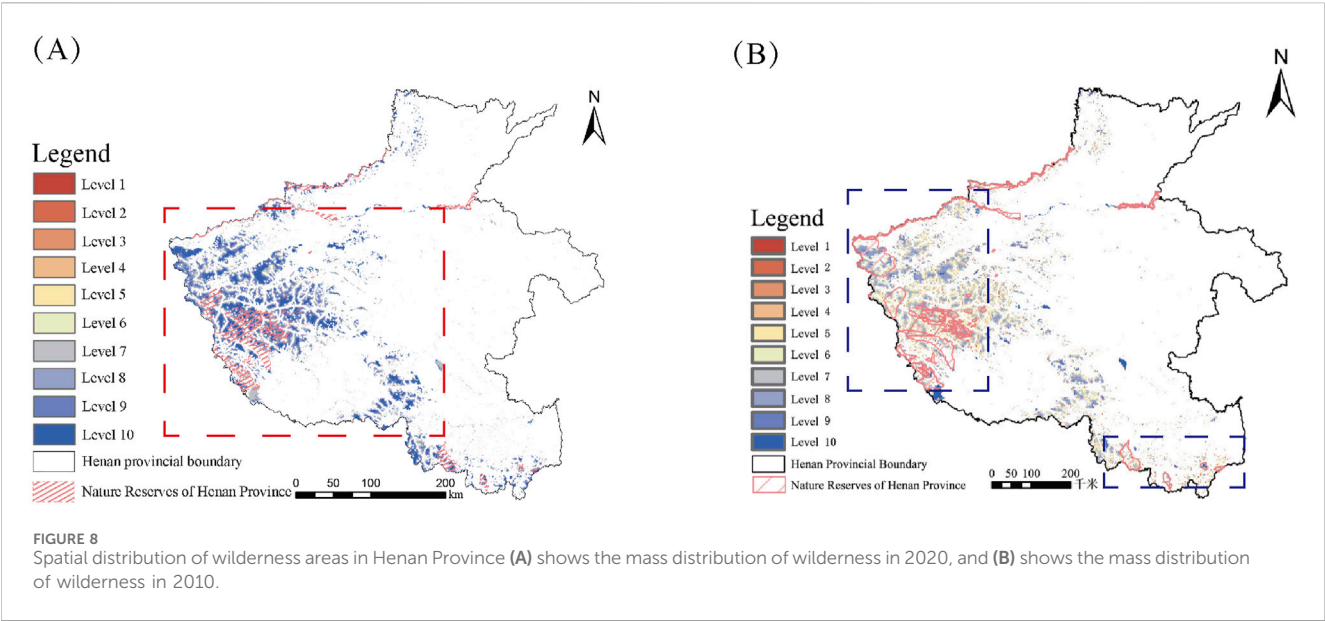 (A)
N
Legend
Level 1
Level 2
Level 3
Level 4
Level 5
Level 6
Level 7
Level 8
Level 9
Level 10
Henan provincial boundary
Nature Reserves of Henan Province
0 50 100 200
km
(B)
N
Legend
Level 1
Level 2
Level 3
Level 4
Level 5
Level 6
Level 7
Level 8
Level 9
Level 10
Henan Provincial Boundary
Nature Reserves of Henan Province
0 50 100 200
千米
FIGURE 8
Spatial distribution of wilderness areas in Henan Province (A) shows the mass distribution of wilderness in 2020, and (B) shows the mass distribution
of wilderness in 2010.